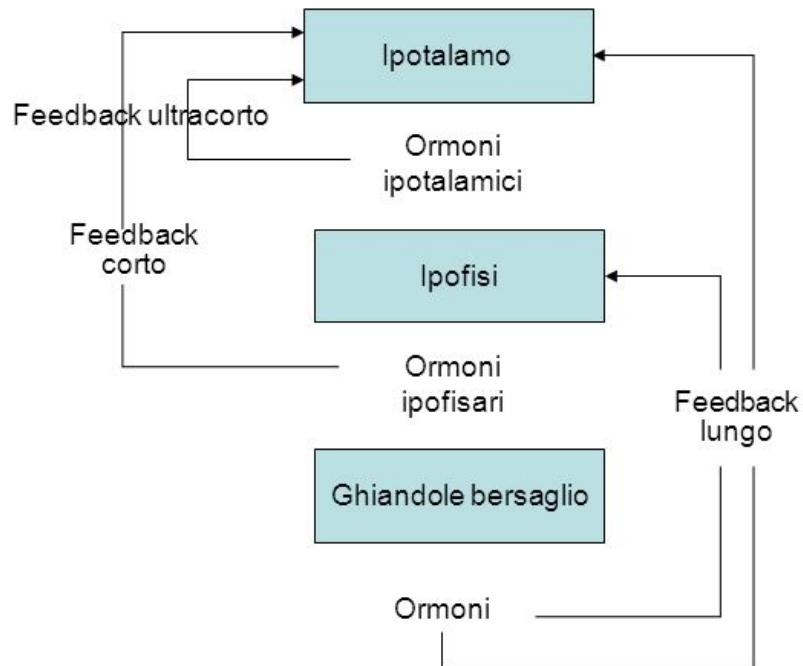 Ipotalamo
Feedback ultracorto
Ormoni
ipotalamici
Feedback
corto
Ipofisi
Ormoni
ipofisari
Feedback
lungo
Ghiandole bersaglio
Ormoni